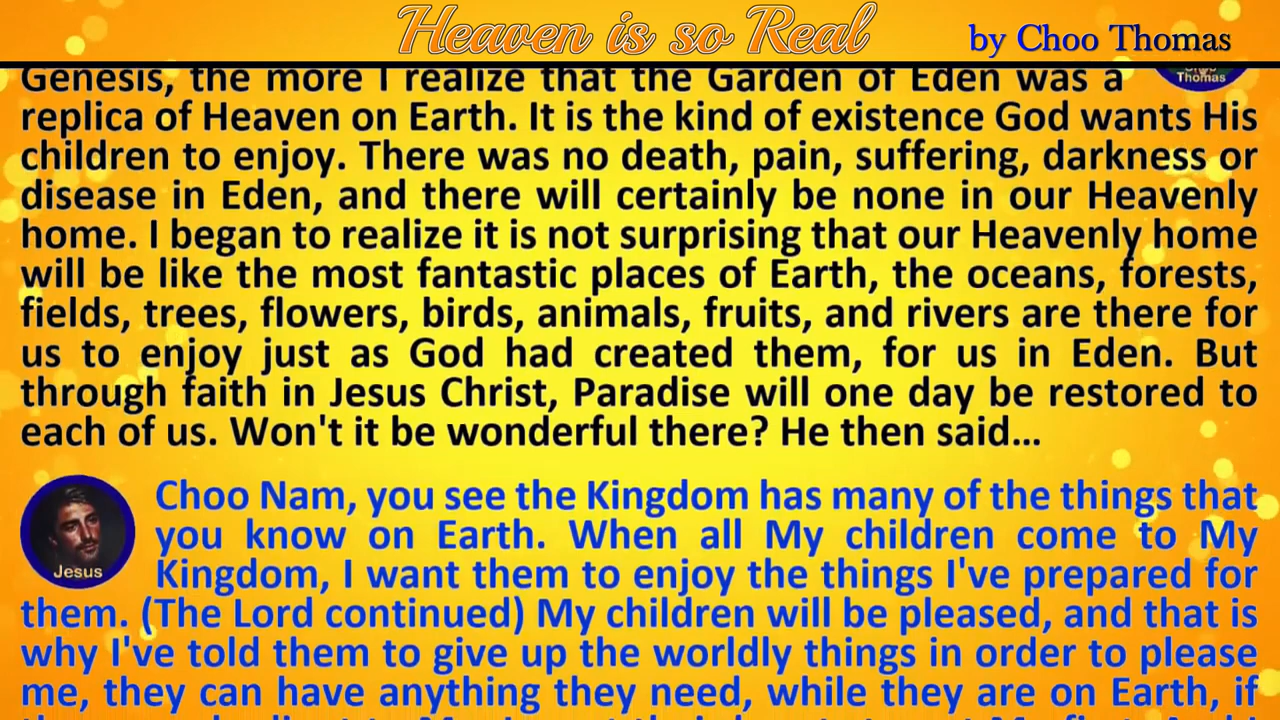 Heaven is so Real
by Choo Thomas
Genesis, the more I realize that the Garden of Eden was a
Thomas
replica of Heaven on Earth. It is the kind of existence God wants His
children to enjoy. There was no death, pain, suffering, darkness or
disease in Eden, and there will certainly be none in our Heavenly
home. I began to realize it is not surprising that our Heavenly home
will be like the most fantastic places of Earth, the oceans, forests,
fields, trees, flowers, birds, animals, fruits, and rivers are there for
us to enjoy just as God had created them, for us in Eden. But
through faith in Jesus Christ, Paradise will one day be restored to
each of us. Won't it be wonderful there? He then said...
Choo Nam, you see the Kingdom has many of the things that
you know on Earth. When all My children come to My
Kingdom, I want them to enjoy the things I've prepared for
Jesus
them. (The Lord continued) My children will be pleased, and that is
why I've told them to give up the worldly things in order to please
me, they can have anything they need, while they are on Earth, if